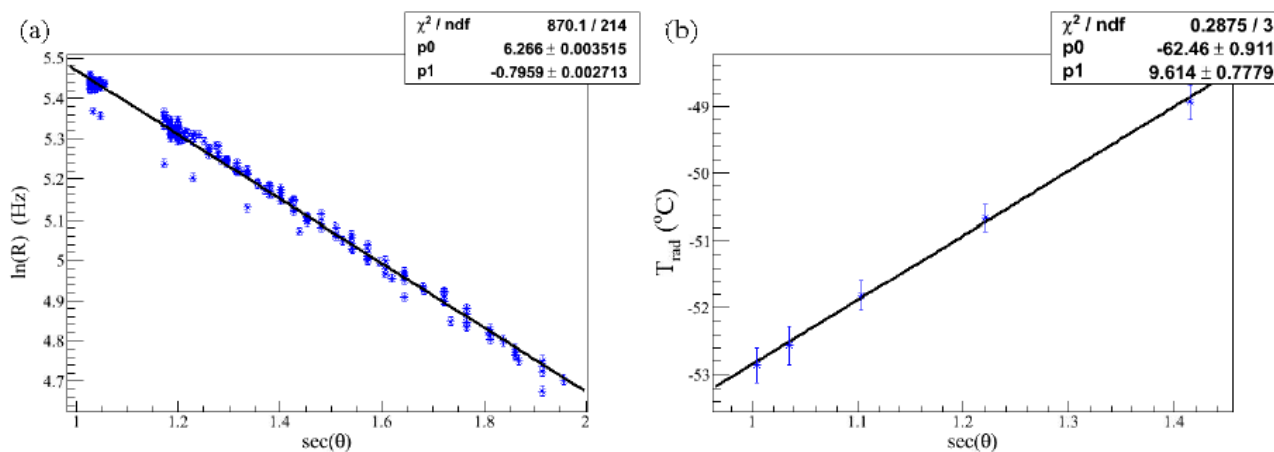 (a)
χ² / ndf 870.1 / 214
p0 6.266 ± 0.003515
p1 -0.7959 ± 0.002713
5.5
5.4
5.3
5.2
5.1
5
4.9
4.8
4.7
ln(R) (Hz)
1 1.2 1.4 1.6 1.8 2
sec(θ)
(b)
χ² / ndf 0.2875 / 3
p0 -62.46 ± 0.911
p1 9.614 ± 0.7779
-49
-50
-51
-52
-53
T_rad (°C)
1 1.1 1.2 1.3 1.4
sec(θ)